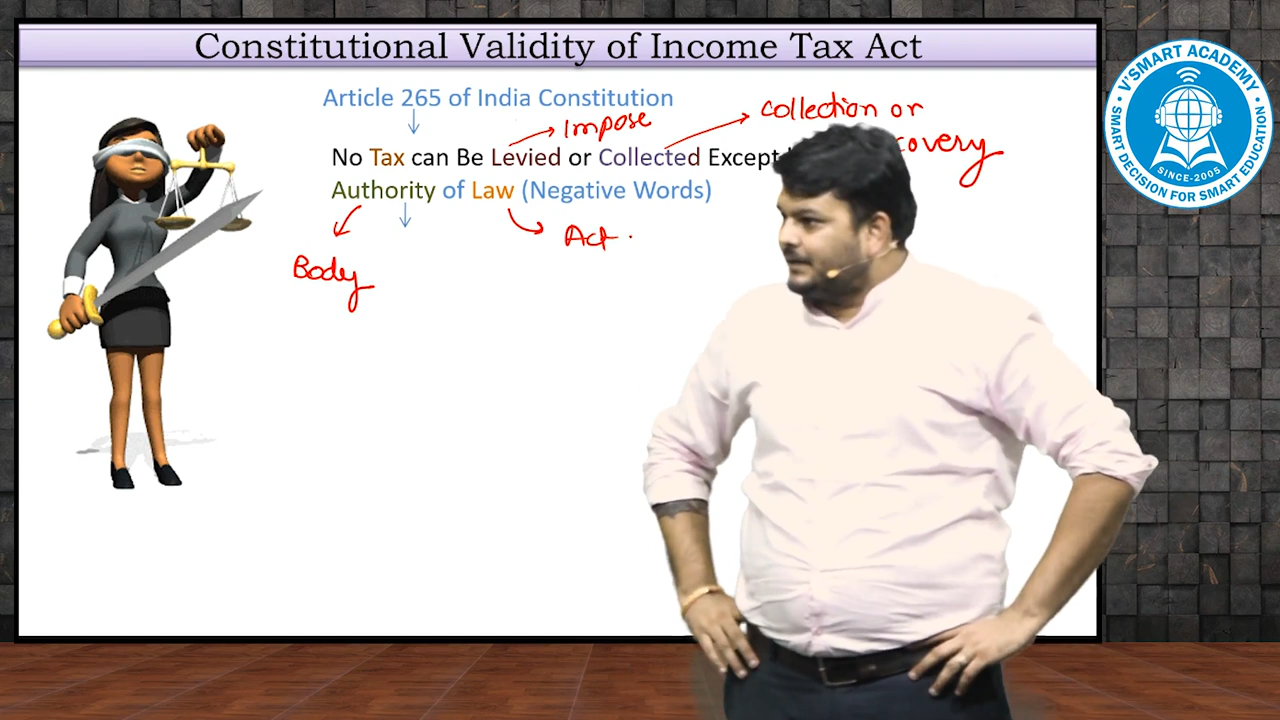 Constitutional Validity of Income Tax Act
Article 265 of India Constitution
Impose
Collection or
covery
No Tax can Be Levied or Collected Except
Authority of Law (Negative Words)
Body
Act.
V'SMART ACADEMY
SINCE-2005
SMART DECISION FOR SMART EDUCATION